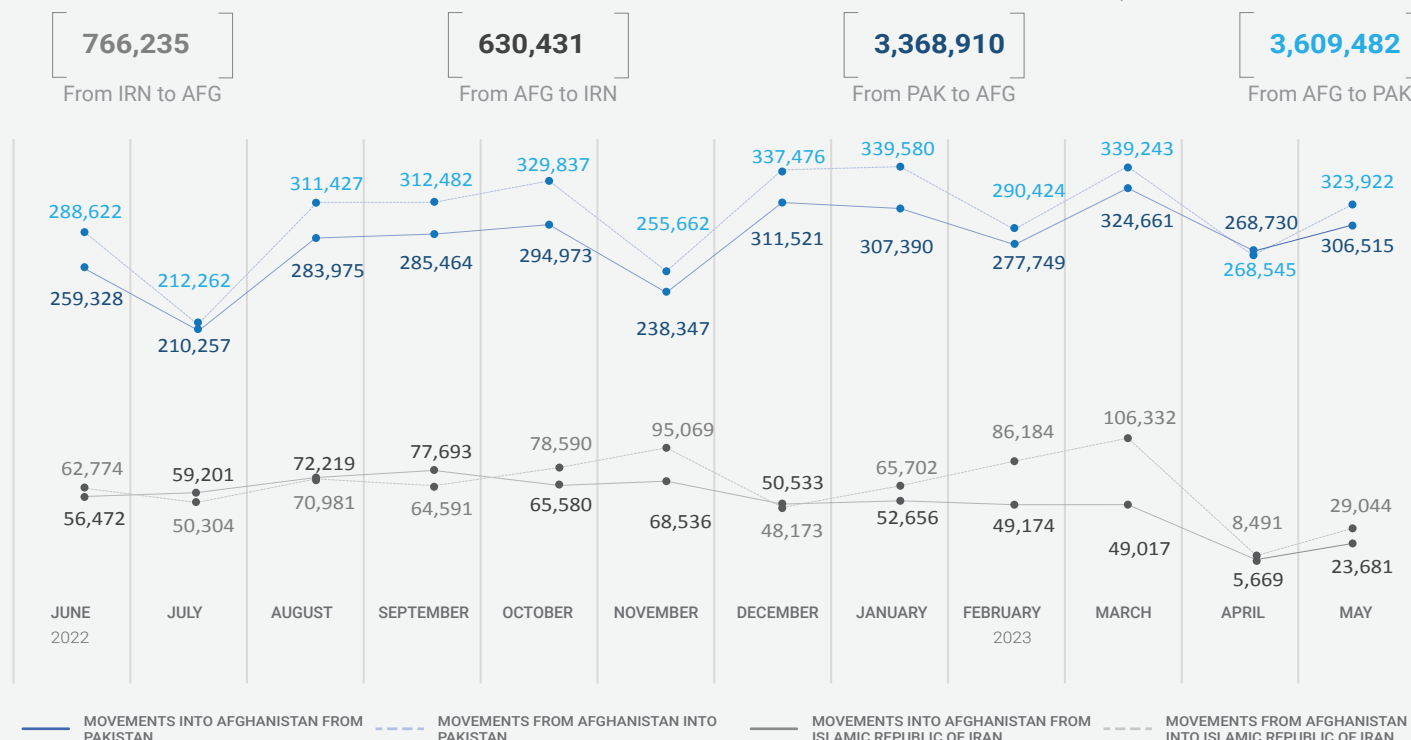 766,235
630,431
3,368,910
3,609,482
From IRN to AFG
From AFG to IRN
From PAK to AFG
From AFG to PAK
288,622
212,262
311,427
312,482
329,837
255,662
337,476
339,580
290,424
339,243
268,730
323,922
259,328
210,257
283,975
285,464
294,973
238,347
311,521
307,390
277,749
324,661
268,545
306,515
62,774
59,201
72,219
77,693
78,590
95,069
50,533
65,702
86,184
106,332
8,491
29,044
56,472
50,304
70,981
64,591
65,580
68,536
48,173
52,656
49,174
49,017
5,669
23,681
JUNE
JULY
AUGUST
SEPTEMBER
OCTOBER
NOVEMBER
DECEMBER
JANUARY
FEBRUARY
MARCH
APRIL
MAY
2022
2023
MOVEMENTS INTO AFGHANISTAN FROM
PAKISTAN
MOVEMENTS FROM AFGHANISTAN INTO
PAKISTAN
MOVEMENTS INTO AFGHANISTAN FROM
ISLAMIC REPUBLIC OF IRAN
MOVEMENTS FROM AFGHANISTAN
INTO ISLAMIC REPUBLIC OF IRAN